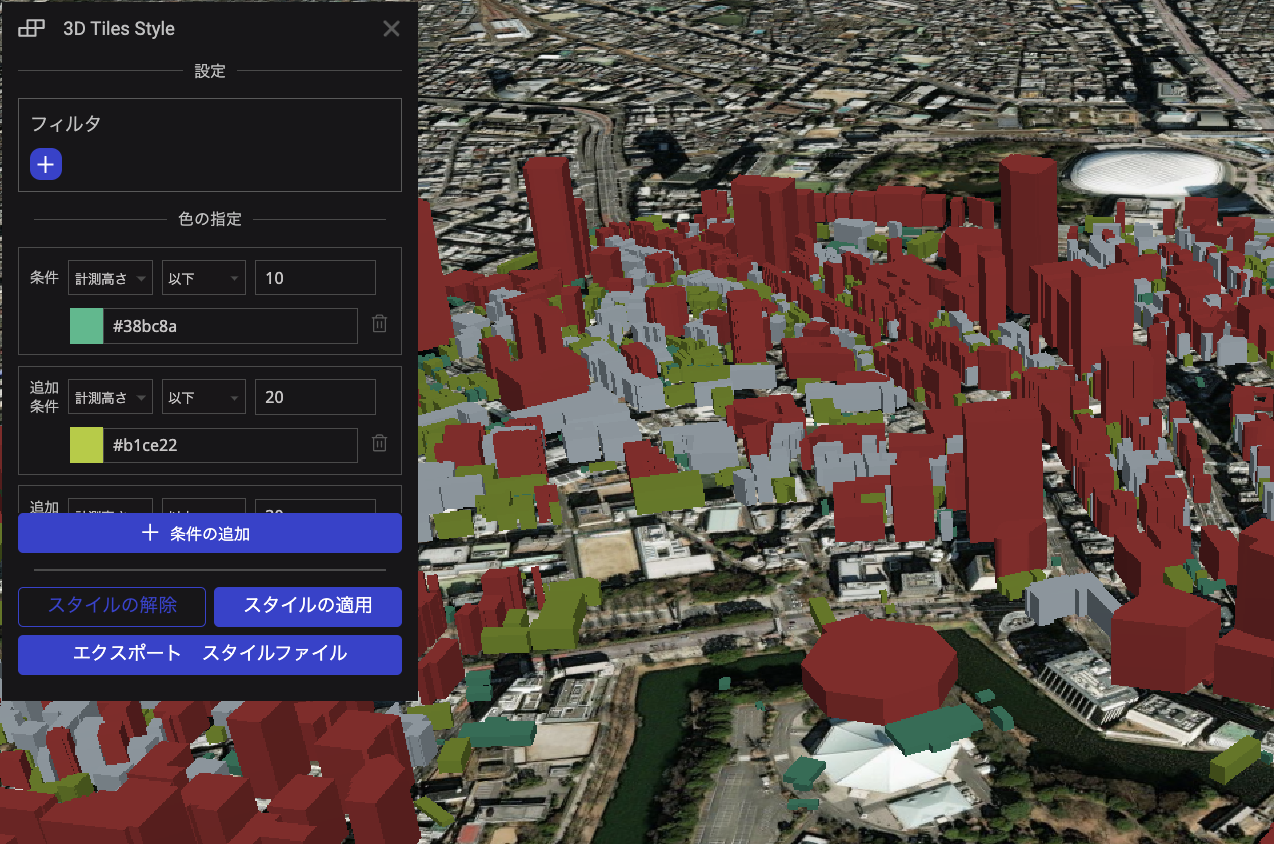 3D Tiles Style
設定
フィルタ
色の指定
条件 計測高さ 以下 10
#38bc8a
追加条件 計測高さ 以下 20
#b1ce22
追加
+ 条件の追加
スタイルの解除 スタイルの適用
エクスポート スタイルファイル